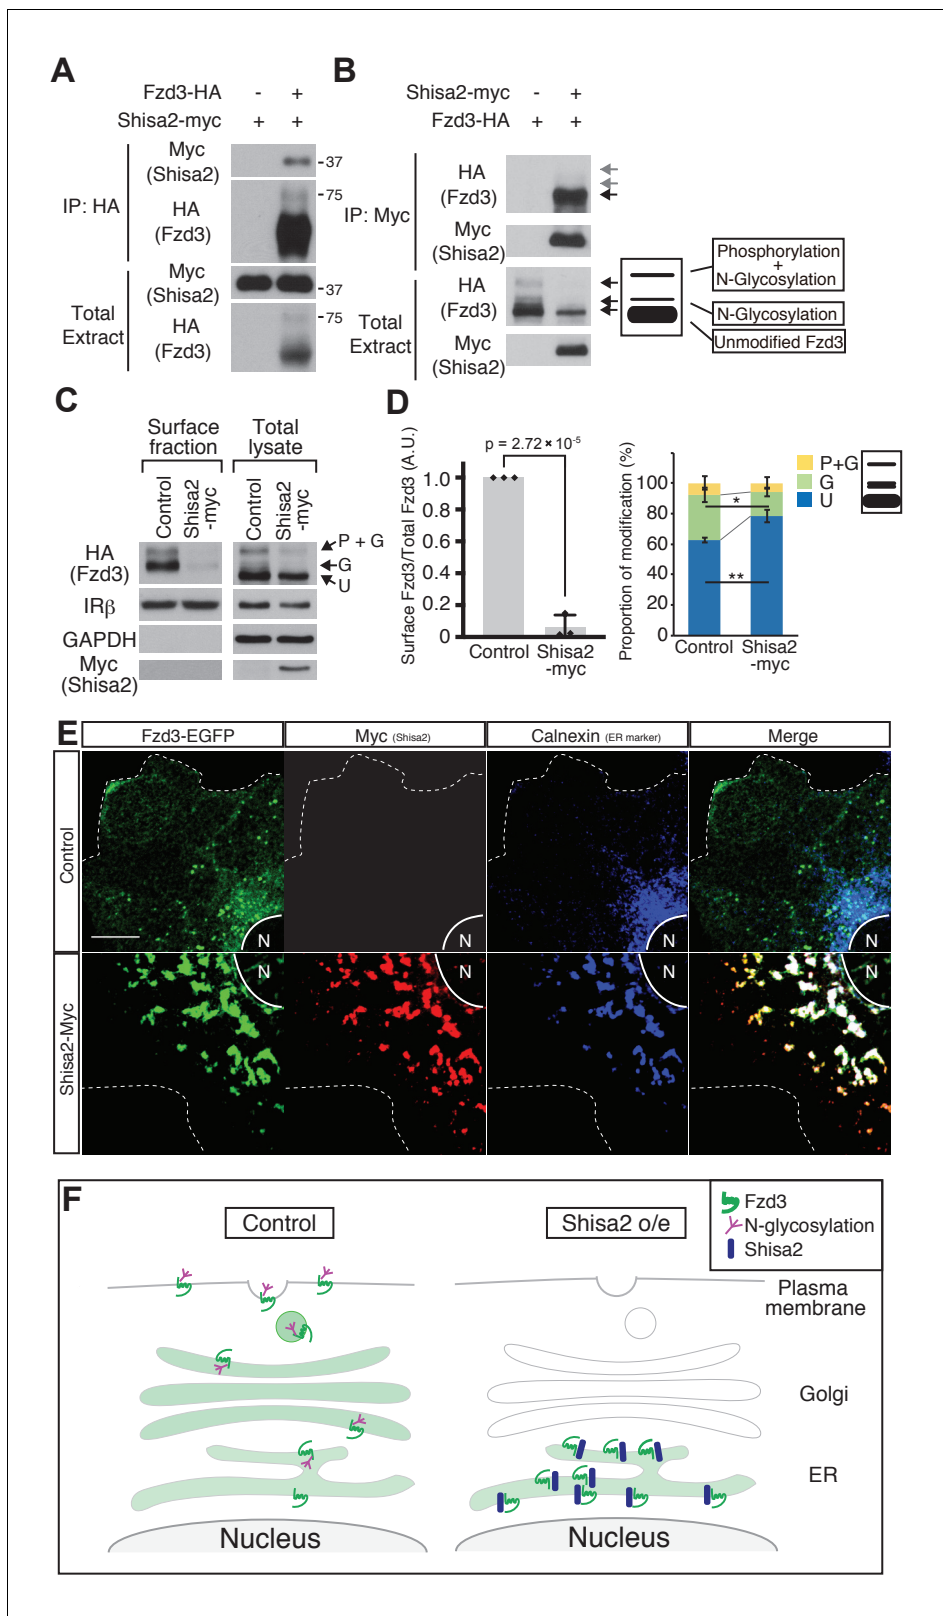 A
Fzd3-HA - +
Shisa2-myc + +
IP: HA
Myc
(Shisa2)
-37
HA
(Fzd3)
-75
Total
Extract
Myc
(Shisa2)
-37
HA
(Fzd3)
-75
B
Shisa2-myc - +
Fzd3-HA + +
IP: Myc
HA
(Fzd3)
Myc
(Shisa2)
Total
Extract
HA
(Fzd3)
Myc
(Shisa2)
Phosphorylation
+
N-Glycosylation
N-Glycosylation
Unmodified Fzd3
C
Surface
fraction
Total
lysate
Control
Shisa2
-myc
Control
Shisa2
-myc
HA
(Fzd3)
P + G
G
U
IRβ
GAPDH
Myc
(Shisa2)
D
Surface Fzd3/Total Fzd3 (A.U.)
p = 2.72 × 10-5
1.0
0.8
0.6
0.4
0.2
0
Control
Shisa2
-myc
Proportion of modification (%)
100
80
60
40
20
0
*
**
Control
Shisa2
-myc
P+G
G
U
E
Fzd3-EGFP
Myc (Shisa2)
Calnexin (ER marker)
Merge
Control
N
N
N
N
Shisa2-Myc
N
N
N
N
F
Control
Shisa2 o/e
Fzd3
N-glycosylation
Shisa2
Plasma
membrane
Golgi
ER
Nucleus
Nucleus